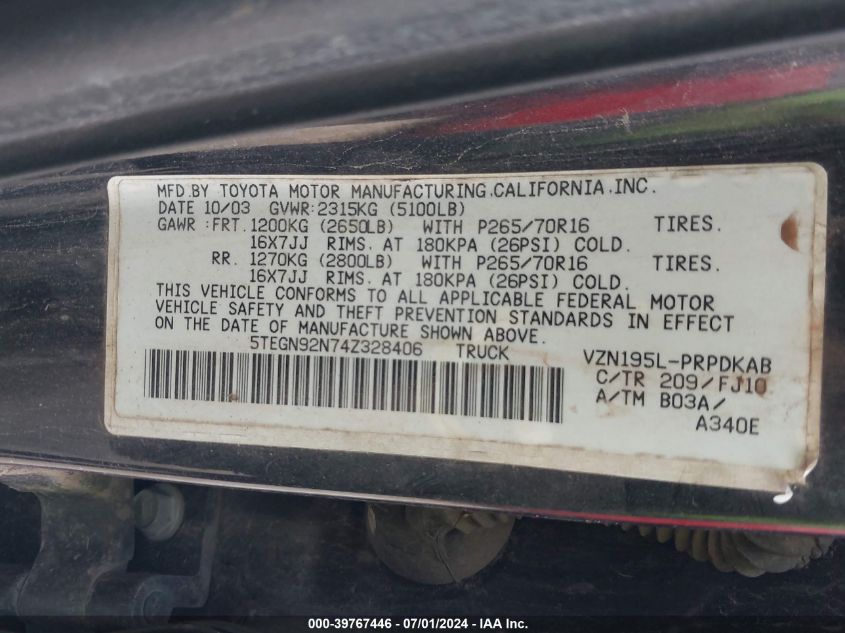 MFD.BY TOYOTA MOTOR MANUFACTURING.CALIFORNIA.INC.
DATE 10/03 GVWR:2315KG (5100LB)
GAWR :FRT.1200KG (2650LB) WITH P265/70R16 TIRES.
16X7JJ RIMS. AT 180KPA (26PSI) COLD.
RR. 1270KG (2800LB) WITH P265/70R16 TIRES.
16X7JJ RIMS. AT 180KPA (26PSI) COLD.
THIS VEHICLE CONFORMS TO ALL APPLICABLE FEDERAL MOTOR
VEHICLE SAFETY AND THEFT PREVENTION STANDARDS IN EFFECT
ON THE DATE OF MANUFACTURE SHOWN ABOVE.
5TEGN92N74Z328406 TRUCK VZN195L-PRPDKAB
C/TR 209/FJ10
A/TM B03A/
A340E
000-39767446 - 07/01/2024 - IAA Inc.